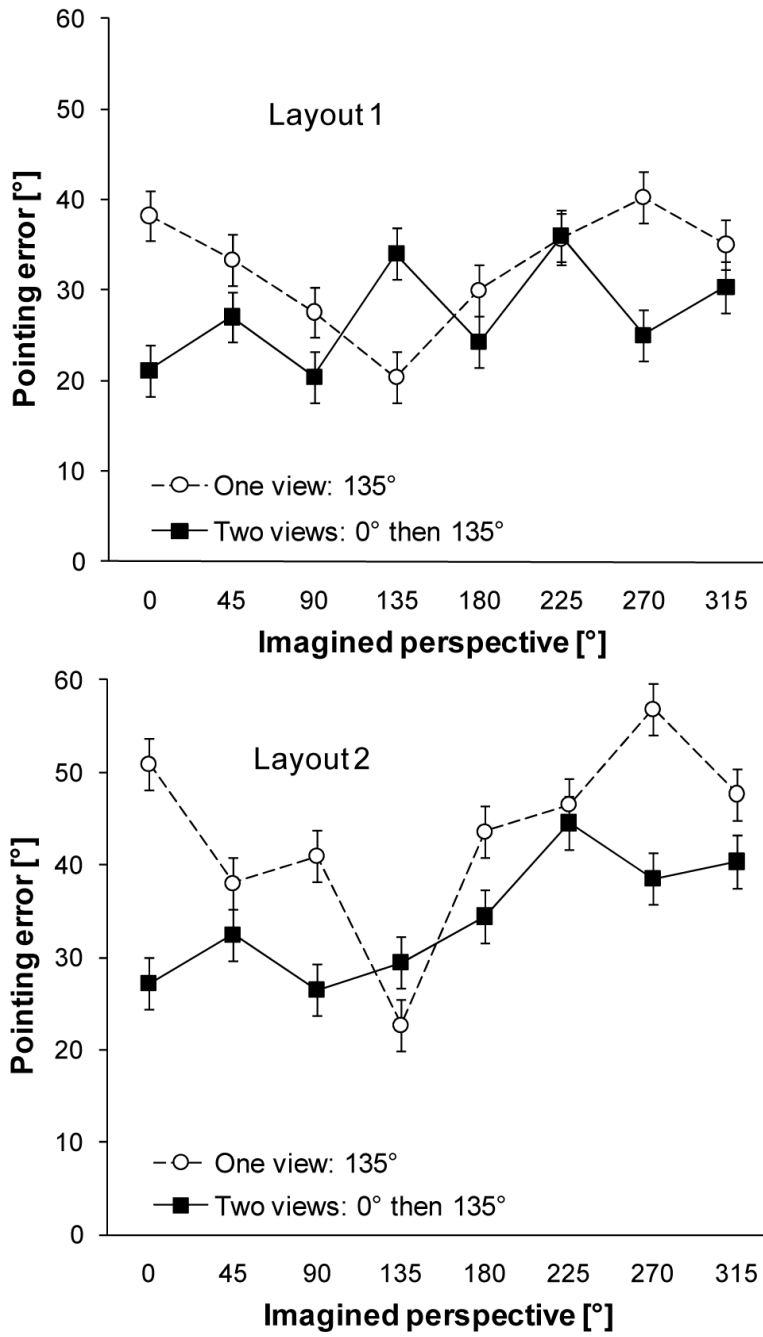 60
50
40
30
20
10
0
Pointing error [°]
Layout 1
One view: 135°
Two views: 0° then 135°
0 45 90 135 180 225 270 315
Imagined perspective [°]
60
50
40
30
20
10
0
Pointing error [°]
Layout 2
One view: 135°
Two views: 0° then 135°
0 45 90 135 180 225 270 315
Imagined perspective [°]